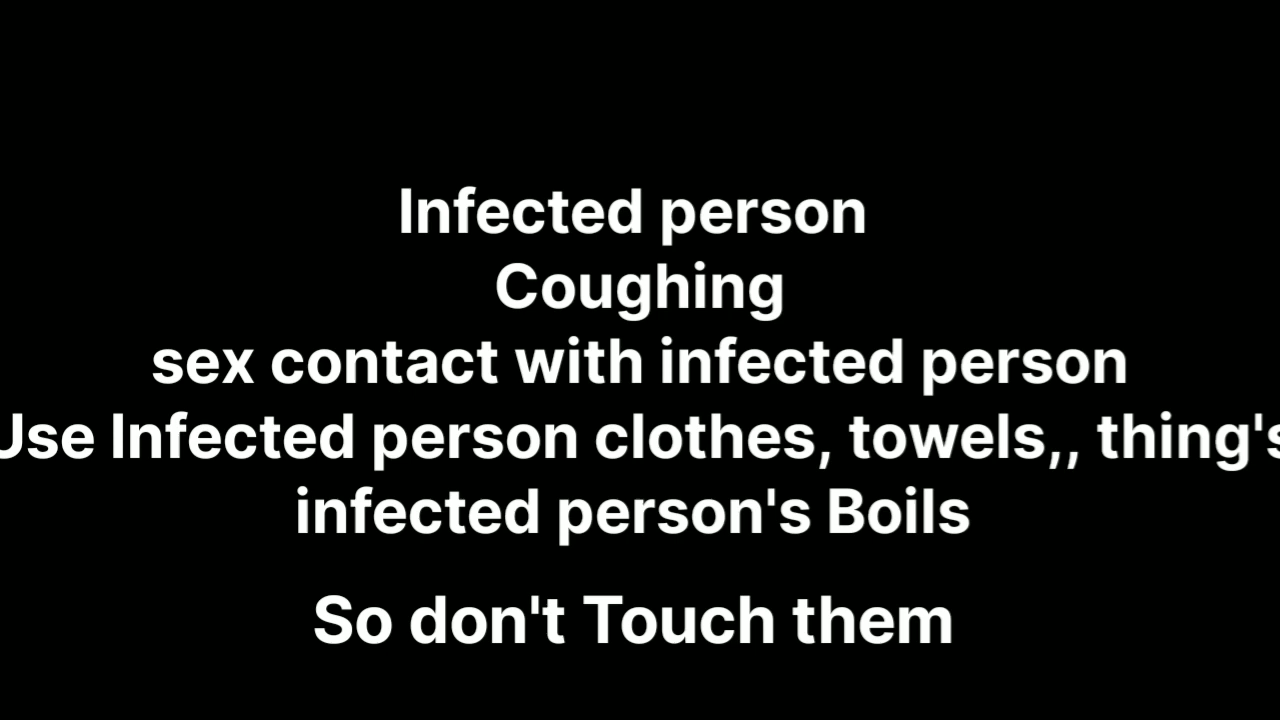 Infected person
Coughing
sex contact with infected person
Use Infected person clothes, towels,, thing's
infected person's Boils
So don't Touch them